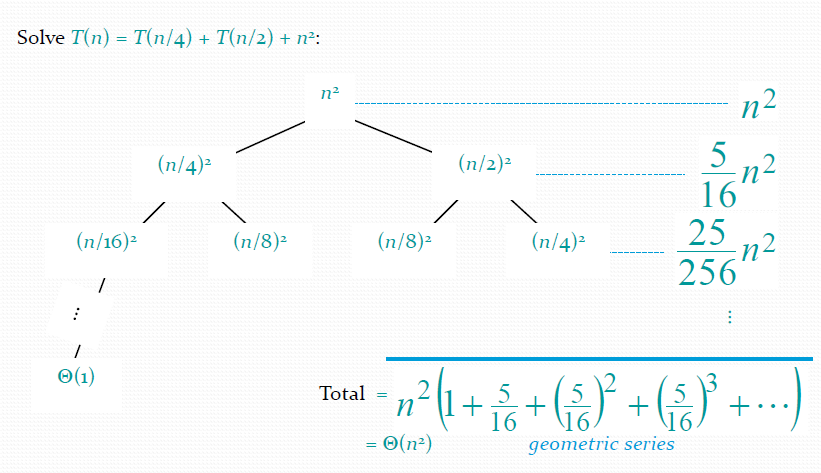 Solve T(n) = T(n/4) + T(n/2) + n²:
n² n²
(n/4)² (n/2)² 5/16 n²
(n/16)² (n/8)² (n/8)² (n/4)² 25/256 n²
⋮ ⋮
Θ(1)
Total = n²(1 + 5/16 + (5/16)² + (5/16)³ + ⋯)
= Θ(n²) geometric series